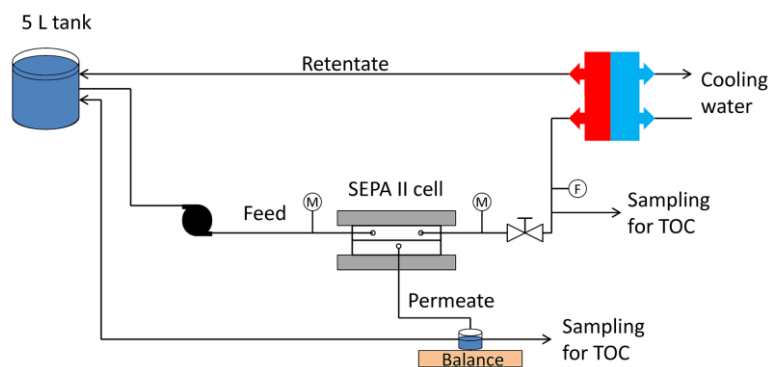 5 L tank
Retentate
Cooling
water
SEPA II cell
M
M
F
Feed
Sampling
for TOC
Permeate
Sampling
for TOC
Balance